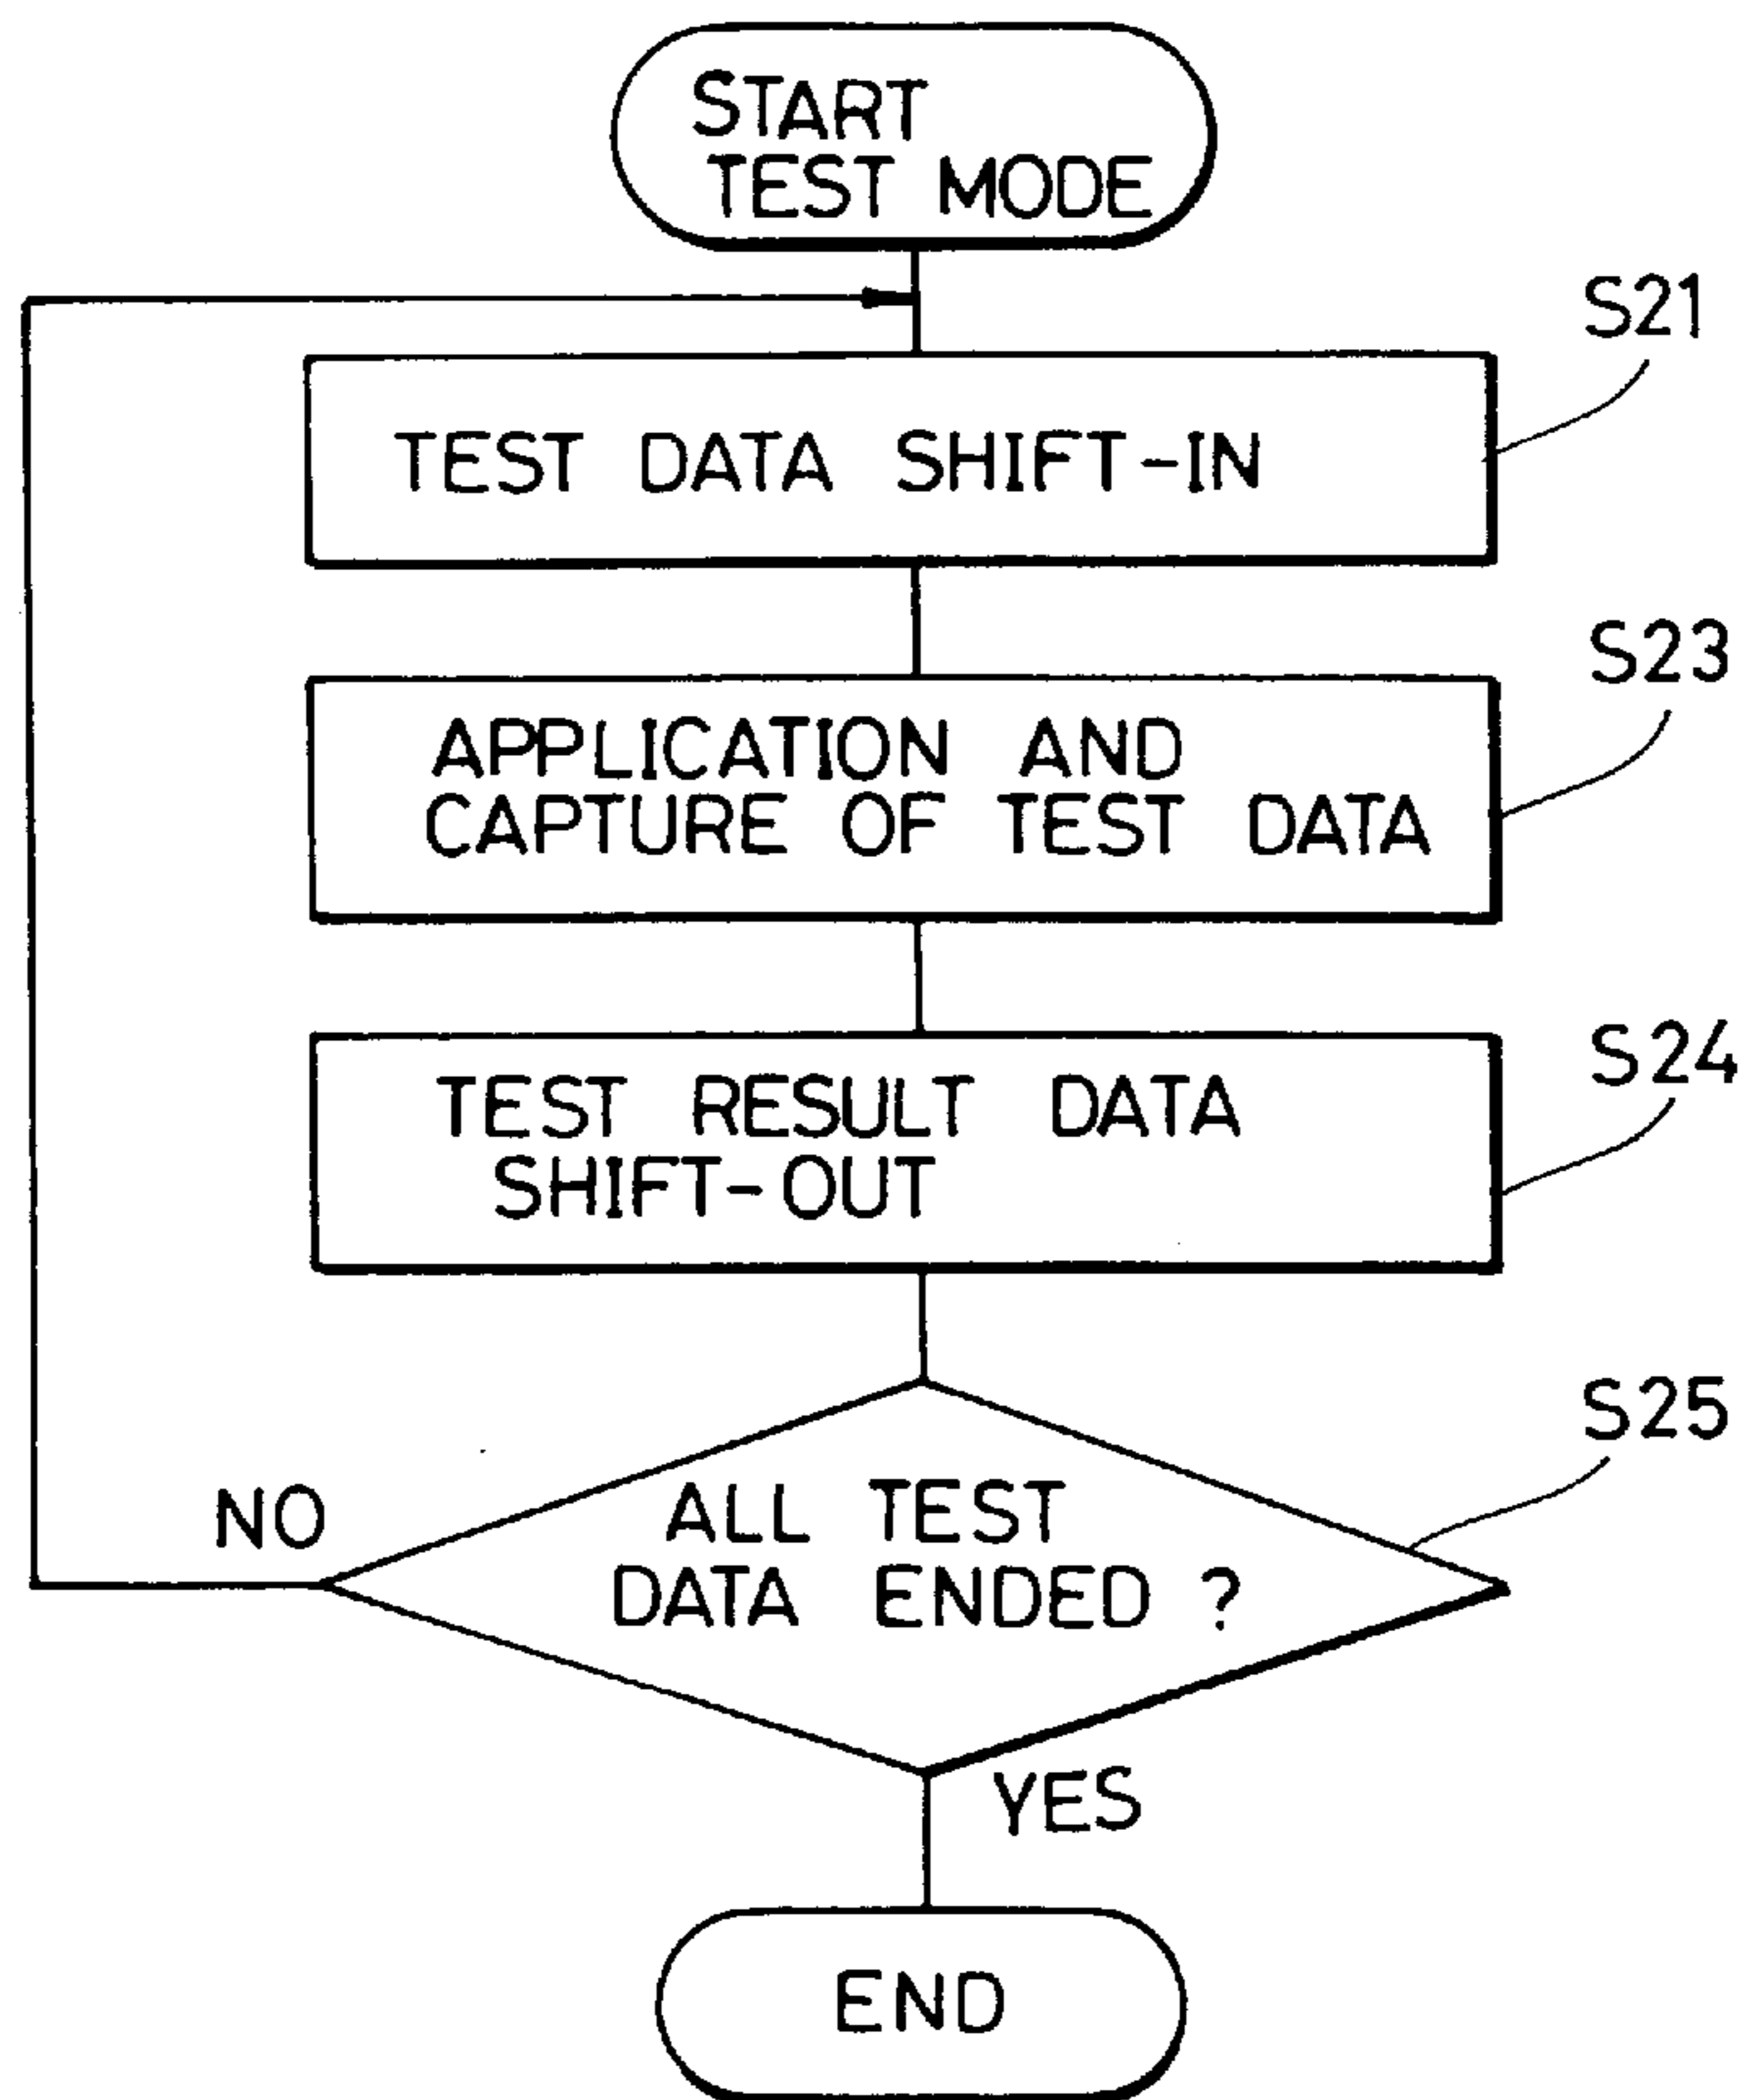 START
TEST MODE
S21
TEST DATA SHIFT-IN
S23
APPLICATION AND
CAPTURE OF TEST DATA
S24
TEST RESULT DATA
SHIFT-OUT
S25
NO
ALL TEST
DATA ENDED ?
YES
END